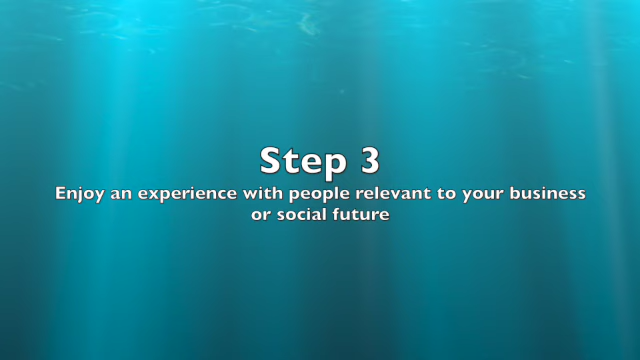 Step 3
Enjoy an experience with people relevant to your business
or social future